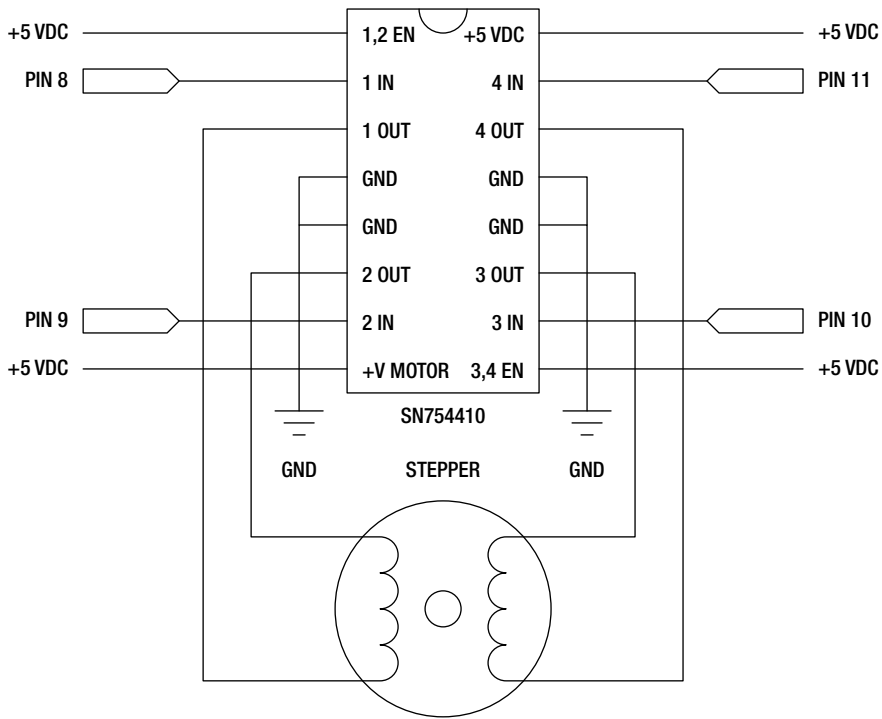 +5 VDC 1,2 EN +5 VDC +5 VDC
PIN 8 1 IN 4 IN PIN 11
1 OUT 4 OUT
GND GND
GND GND
2 OUT 3 OUT
PIN 9 2 IN 3 IN PIN 10
+5 VDC +V MOTOR 3,4 EN +5 VDC
SN754410
GND STEPPER GND